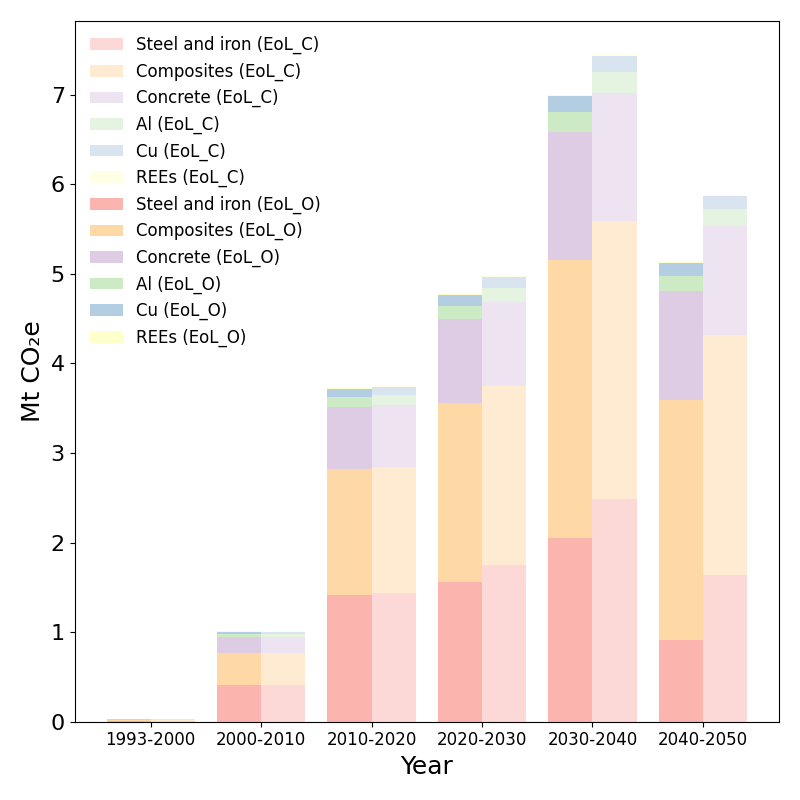 Steel and iron (EoL_C)
Composites (EoL_C)
Concrete (EoL_C)
Al (EoL_C)
Cu (EoL_C)
REEs (EoL_C)
Steel and iron (EoL_O)
Composites (EoL_O)
Concrete (EoL_O)
Al (EoL_O)
Cu (EoL_O)
REEs (EoL_O)
7
6
5
4
3
2
1
0
Mt CO₂e
1993-2000 2000-2010 2010-2020 2020-2030 2030-2040 2040-2050
Year